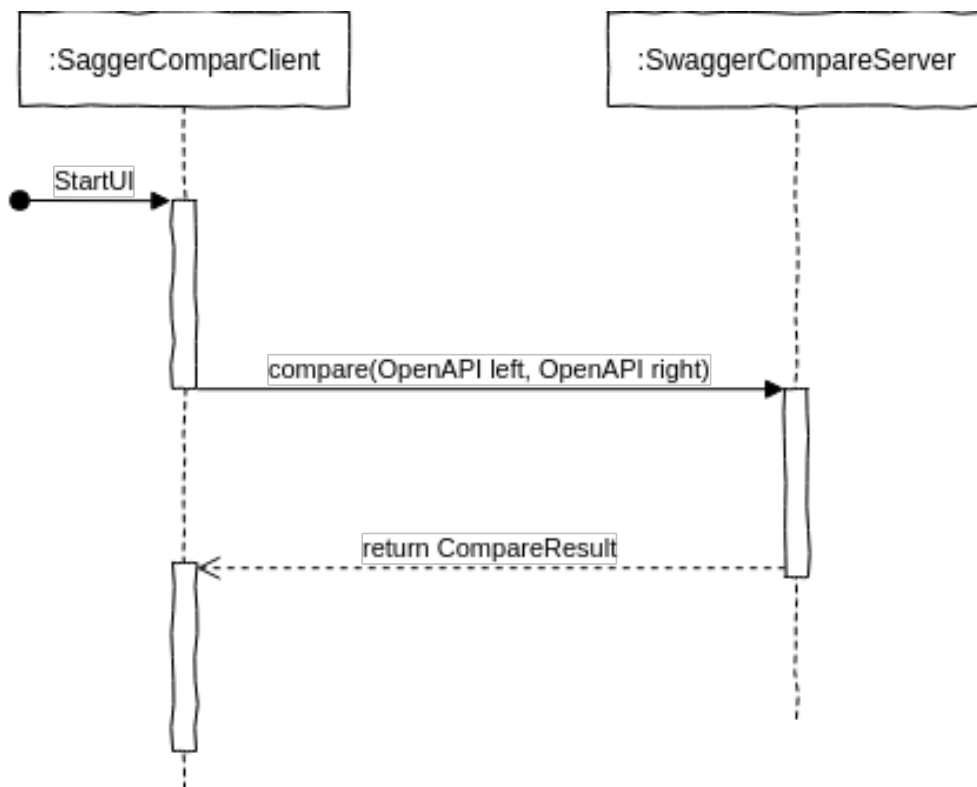 :SaggerComparClient
:SwaggerCompareServer
StartUI
compare(OpenAPI left, OpenAPI right)
return CompareResult